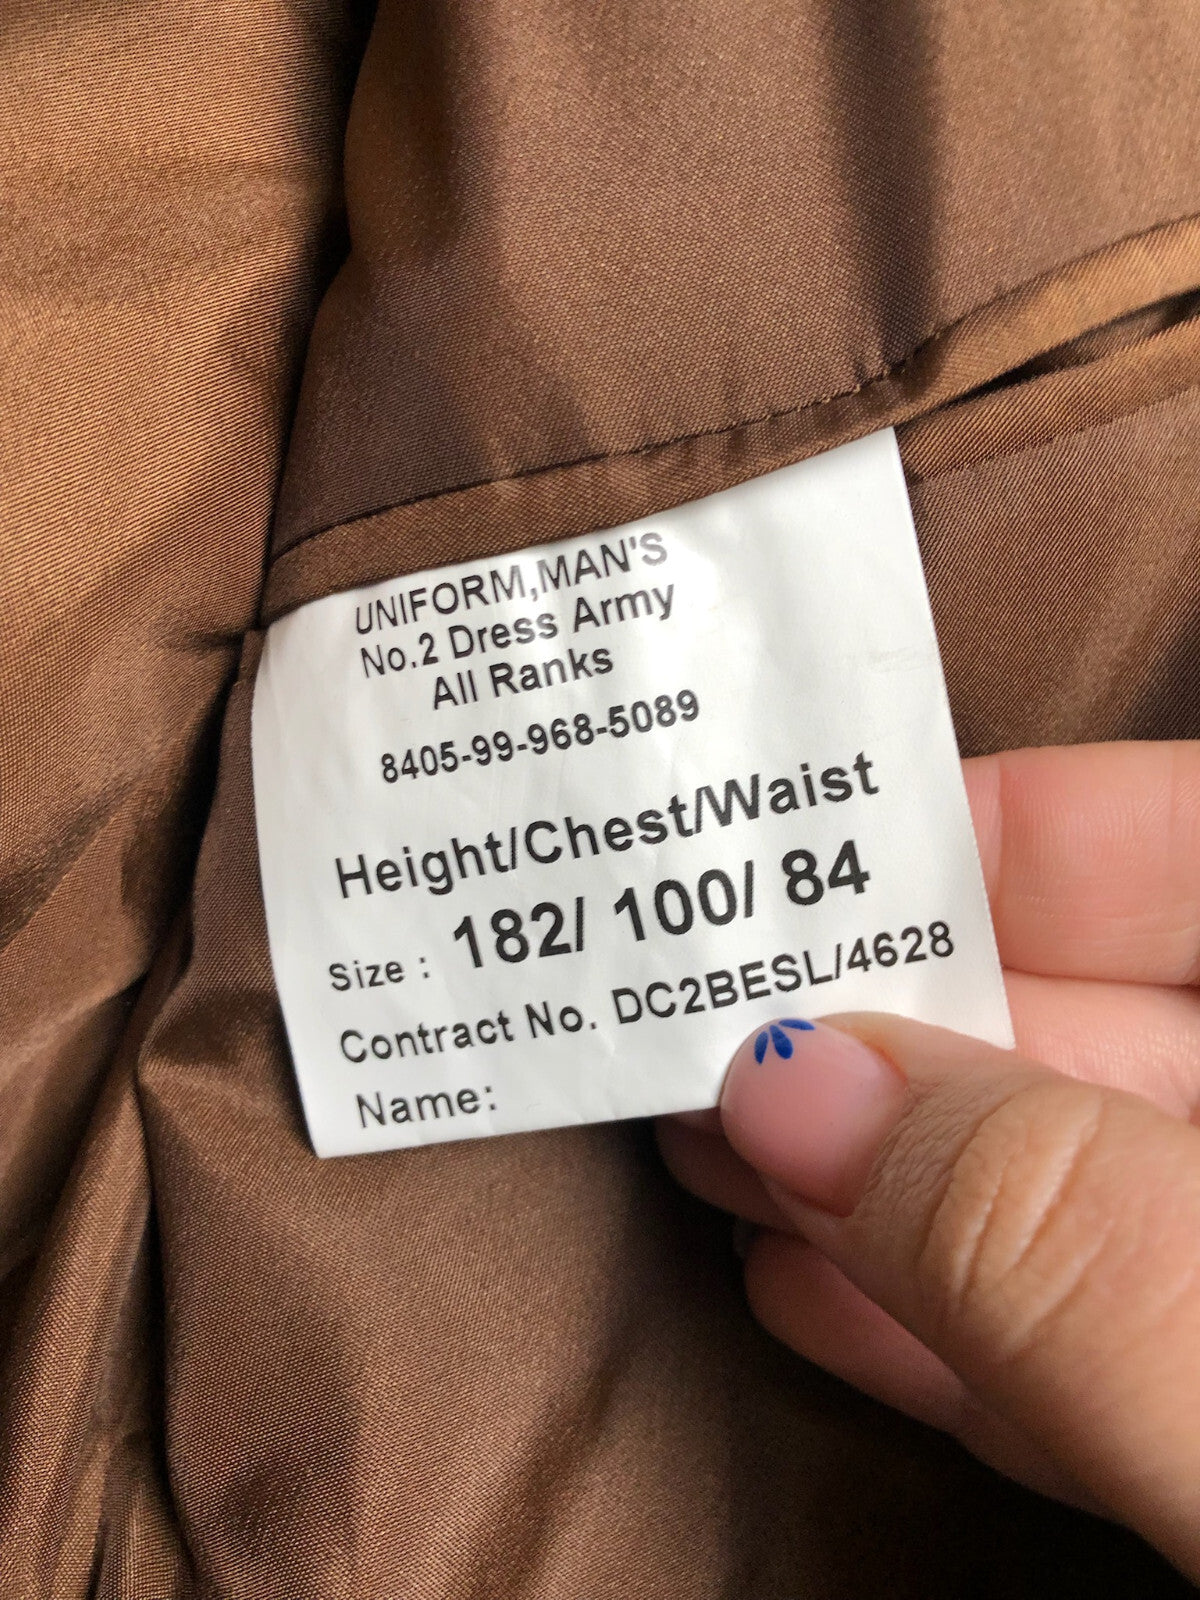 UNIFORM,MAN'S
No.2 Dress Army
All Ranks
8405-99-968-5089
Height/Chest/Waist
Size : 182/ 100/ 84
Contract No. DC2BESL/4628
Name: